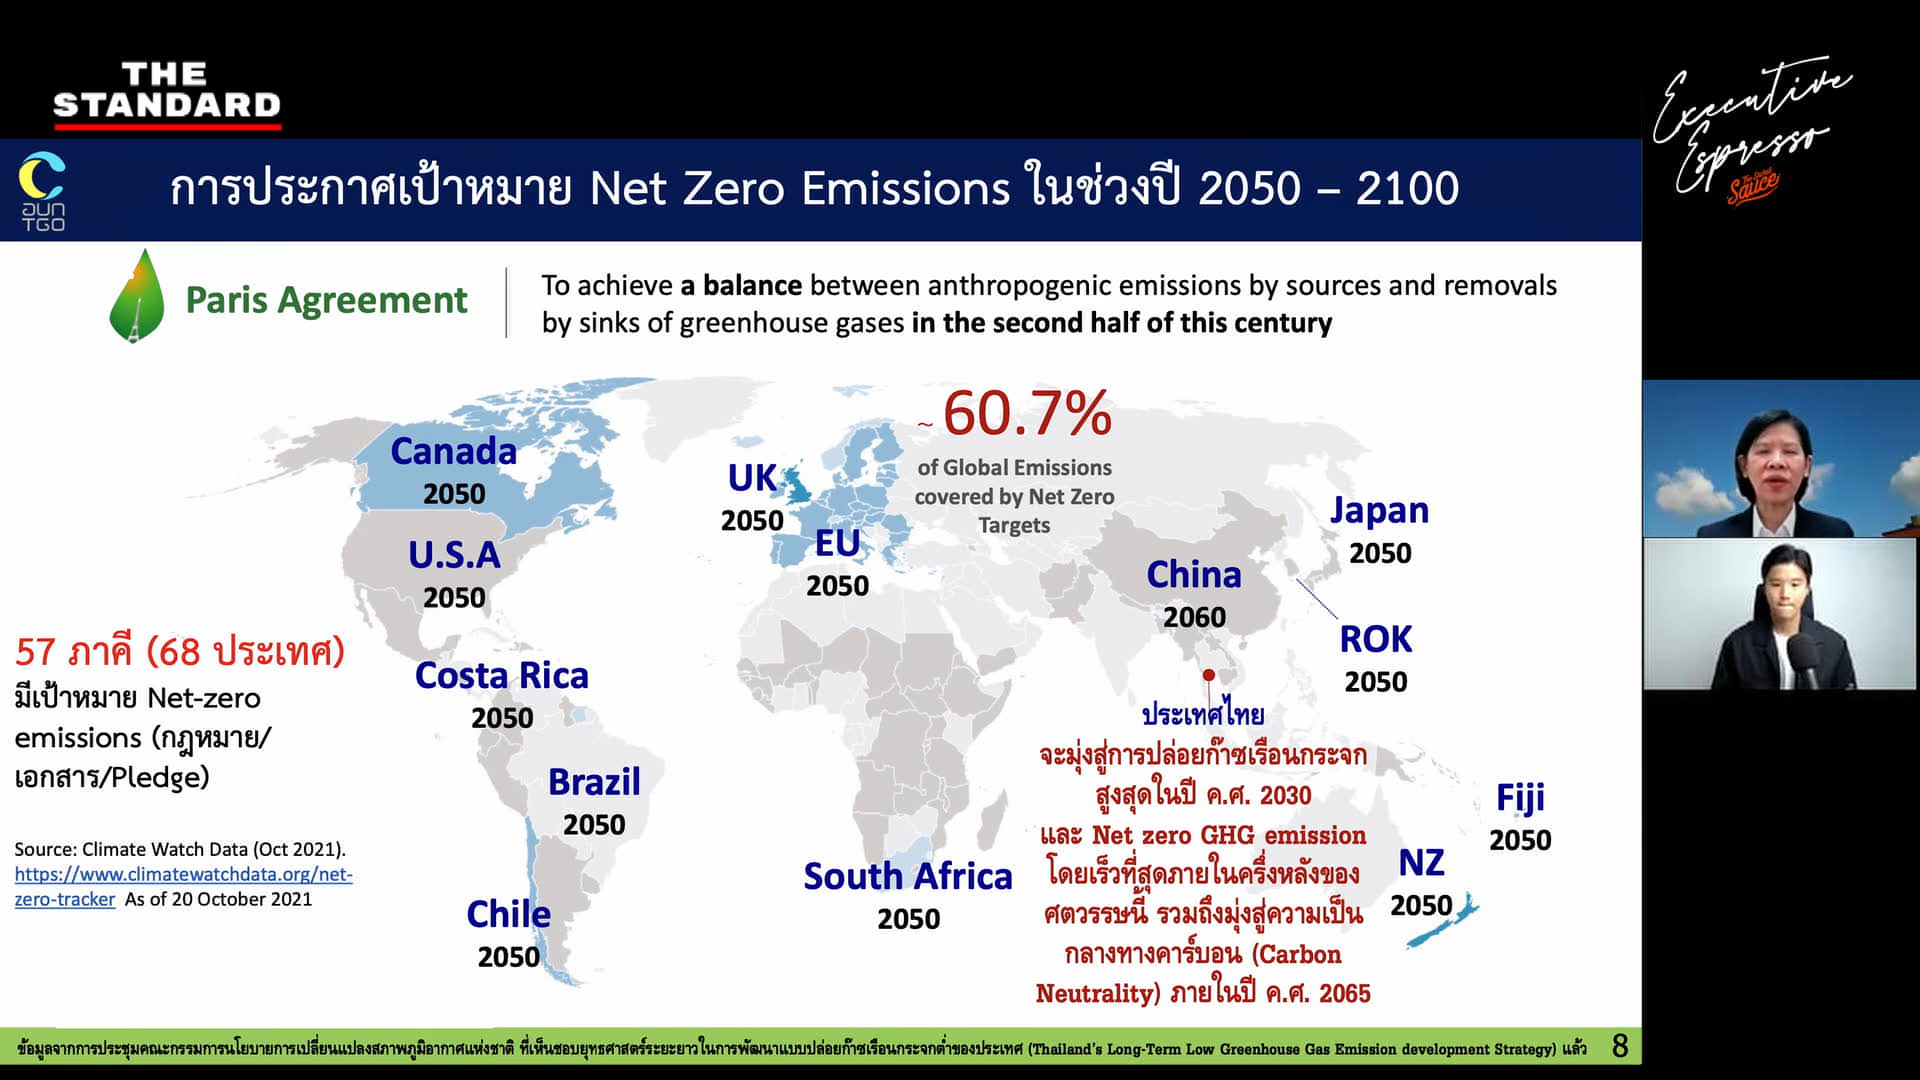 THE
STANDARD
Executive
Espresso
The Secret
Sauce
TGO
การประกาศเป้าหมาย Net Zero Emissions ในช่วงปี 2050 – 2100
Paris Agreement
To achieve a balance between anthropogenic emissions by sources and removals
by sinks of greenhouse gases in the second half of this century
~ 60.7%
of Global Emissions
covered by Net Zero
Targets
Canada
2050
UK
2050
EU
2050
U.S.A
2050
Japan
2050
China
2060
ROK
2050
57 ภาคี (68 ประเทศ)
มีเป้าหมาย Net-zero
emissions (กฎหมาย/
เอกสาร/Pledge)
Costa Rica
2050
Brazil
2050
Chile
2050
South Africa
2050
ประเทศไทย
จะมุ่งสู่การปล่อยก๊าซเรือนกระจก
สูงสุดในปี ค.ศ. 2030
และ Net zero GHG emission
โดยเร็วที่สุดภายในครึ่งหลังของ
ศตวรรษนี้ รวมถึงมุ่งสู่ความเป็น
กลางทางคาร์บอน (Carbon
Neutrality) ภายในปี ค.ศ. 2065
Fiji
2050
NZ
2050
Source: Climate Watch Data (Oct 2021).
https://www.climatewatchdata.org/net-
zero-tracker As of 20 October 2021
ข้อมูลจากการประชุมคณะกรรมการนโยบายการเปลี่ยนแปลงสภาพภูมิอากาศแห่งชาติ ที่เห็นชอบยุทธศาสตร์ระยะยาวในการพัฒนาแบบปล่อยก๊าซเรือนกระจกต่ำของประเทศ (Thailand's Long-Term Low Greenhouse Gas Emission development Strategy) แล้ว 8